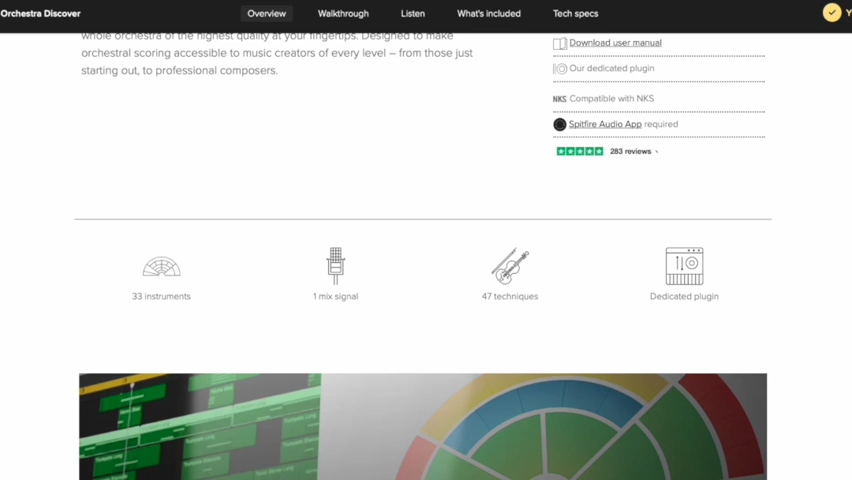 Orchestra Discover
Overview
Walkthrough
Listen
What's included
Tech specs
Y
whole orchestra of the highest quality at your fingertips. Designed to make
orchestral scoring accessible to music creators of every level – from those just
starting out, to professional composers.
Download user manual
Our dedicated plugin
NKS Compatible with NKS
Spitfire Audio App required
283 reviews
33 instruments
1 mix signal
47 techniques
Dedicated plugin